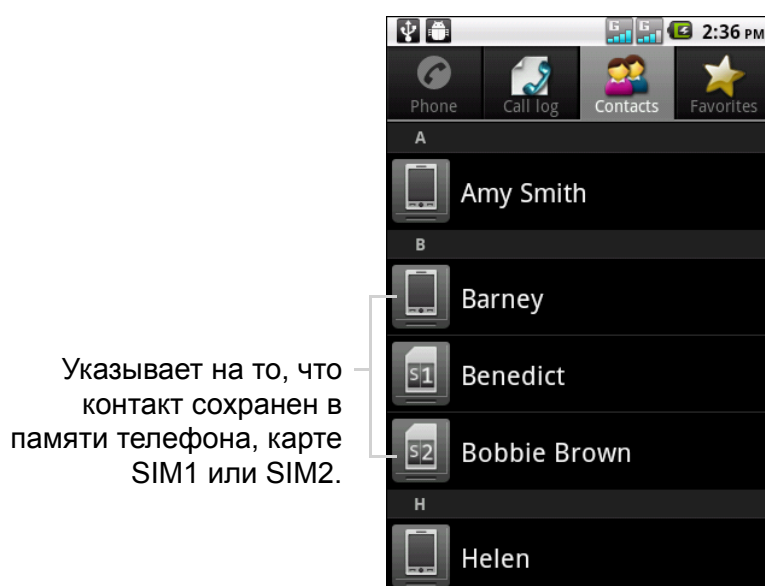 G G 2:36 PM
Phone Call log Contacts Favorites
A
Amy Smith
B
Barney
S1 Benedict
S2 Bobbie Brown
H
Helen
Указывает на то, что
контакт сохранен в
памяти телефона, карте
SIM1 или SIM2.